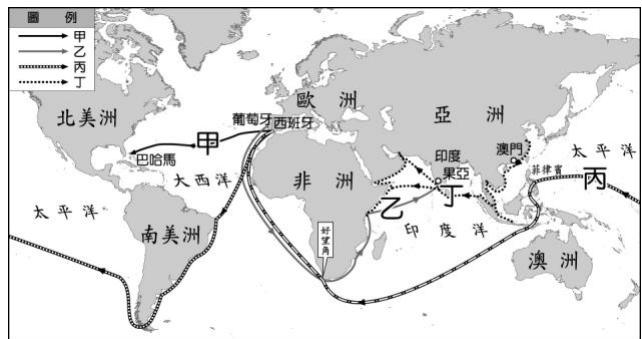 圖例
甲
乙
丙
丁
北美洲
歐洲
亞洲
葡萄牙
西班牙
甲
巴哈馬
大西洋
非洲
印度
果亞
澳門
太平洋
菲律賓
丙
太平洋
南美洲
乙
丁
印度洋
好望角
澳洲